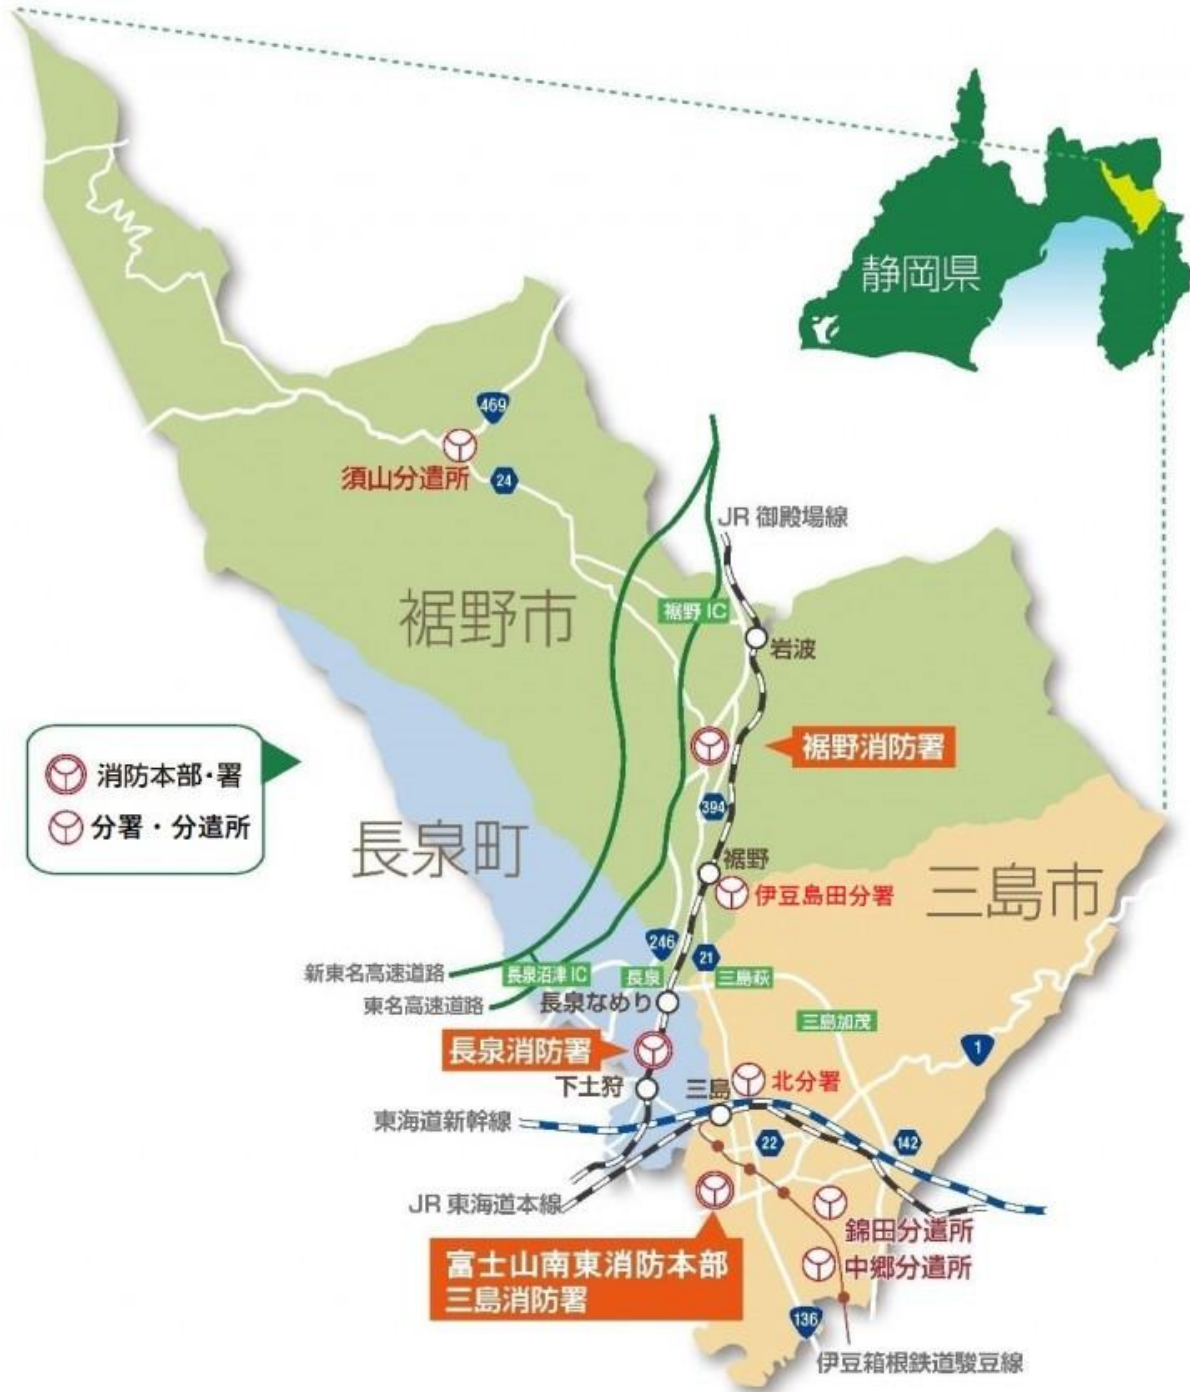 静岡県
469
須山分遣所
24
JR 御殿場線
裾野 IC
裾野市
岩波
裾野消防署
消防本部・署
分署・分遣所
394
長泉町
裾野
伊豆島田分署
三島市
246
21
新東名高速道路
長泉沼津 IC
長泉
三島萩
東名高速道路
長泉なめり
三島加茂
長泉消防署
1
下土狩
三島
北分署
東海道新幹線
22
142
JR 東海道本線
錦田分遣所
富士山南東消防本部
三島消防署
中郷分遣所
136
伊豆箱根鉄道駿豆線